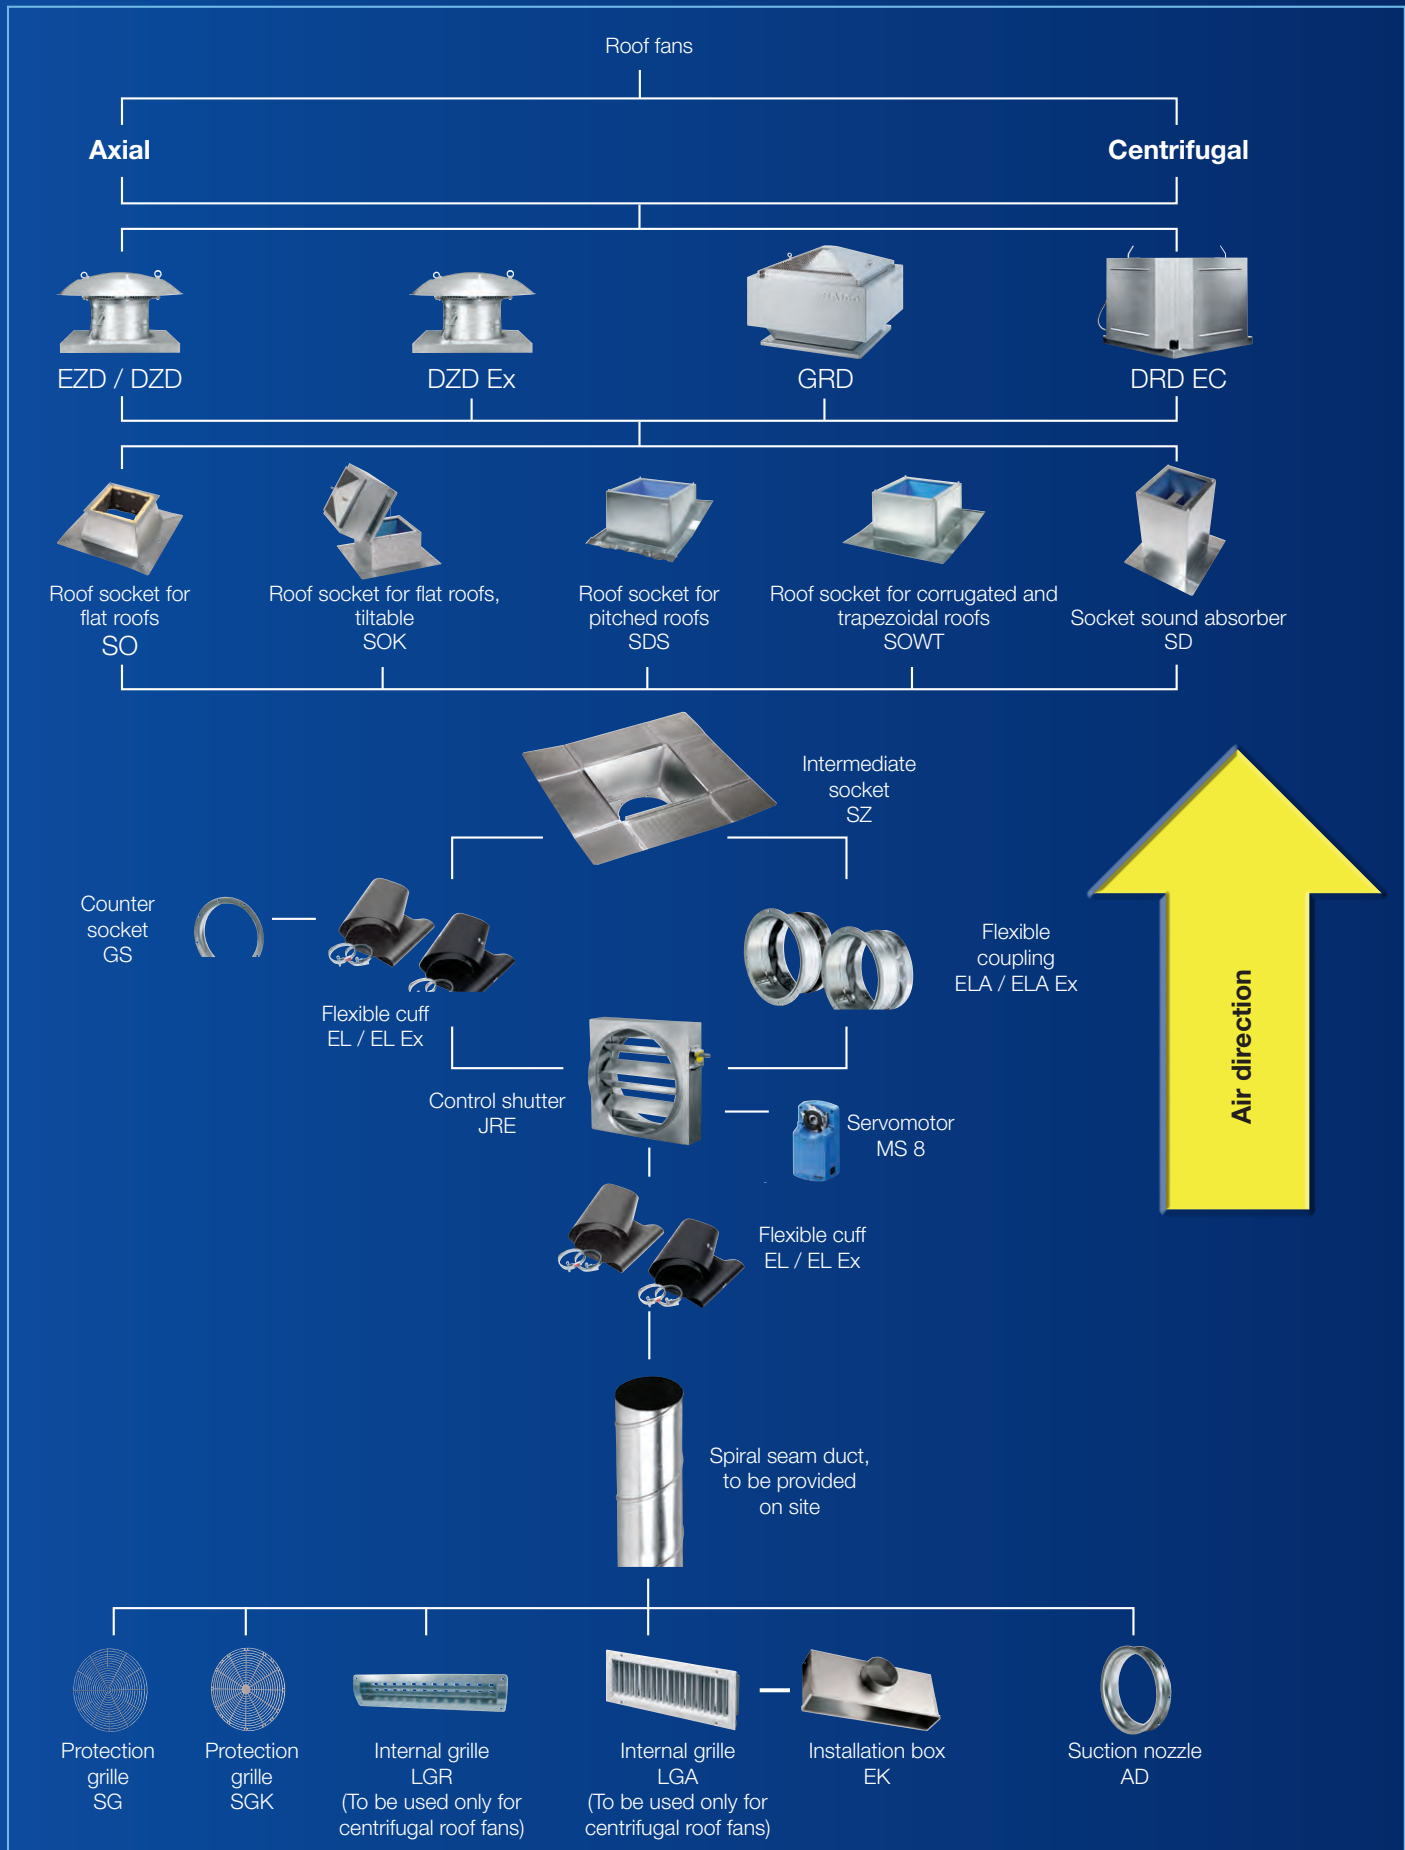 Roof fans
Axial
Centrifugal
EZD / DZD
DZD Ex
GRD
DRD EC
Roof socket for
flat roofs
SO
Roof socket for flat roofs,
tiltable
SOK
Roof socket for
pitched roofs
SDS
Roof socket for corrugated and
trapezoidal roofs
SOWT
Socket sound absorber
SD
Intermediate
socket
SZ
Counter
socket
GS
Flexible cuff
EL / EL Ex
Flexible
coupling
ELA / ELA Ex
Air direction
Control shutter
JRE
Servomotor
MS 8
Flexible cuff
EL / EL Ex
Spiral seam duct,
to be provided
on site
Protection
grille
SG
Protection
grille
SGK
Internal grille
LGR
(To be used only for
centrifugal roof fans)
Internal grille
LGA
(To be used only for
centrifugal roof fans)
Installation box
EK
Suction nozzle
AD